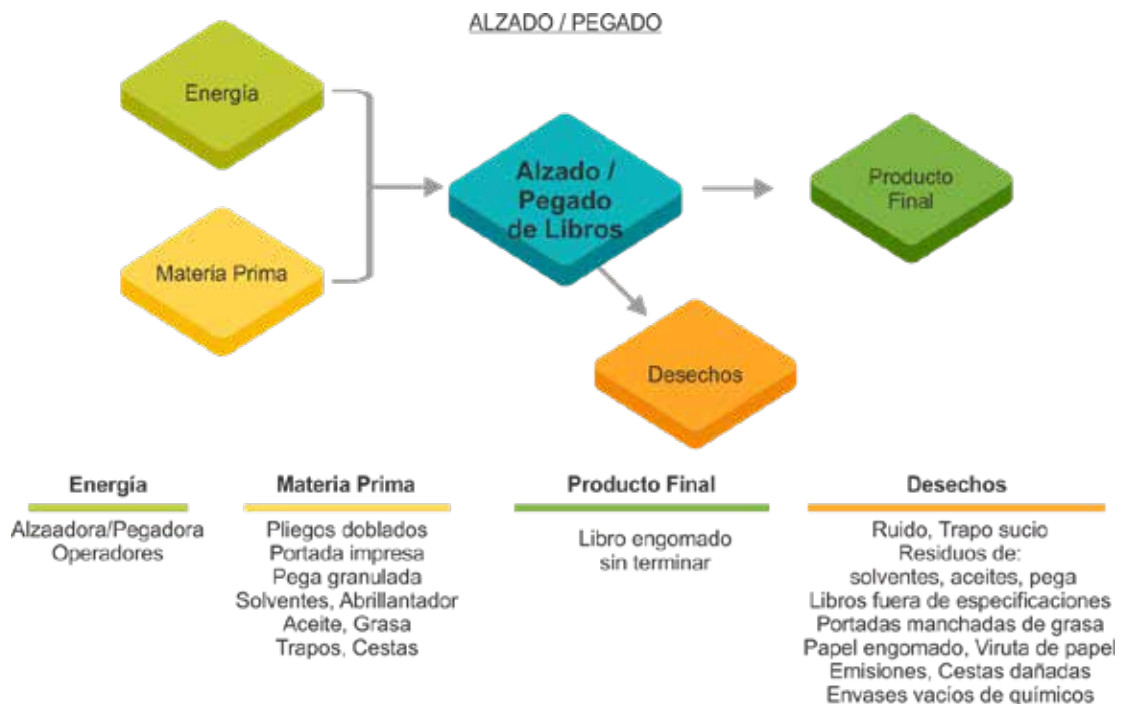 ALZADO / PEGADO
Energía
Materia Prima
Alzado /
Pegado
de Libros
Producto
Final
Desechos
Energía
Alzaadora/Pegadora
Operadores
Materia Prima
Pliegos doblados
Portada impresa
Pega granulada
Solventes, Abrillantador
Aceite, Grasa
Trapos, Cestas
Producto Final
Libro engomado
sin terminar
Desechos
Ruido, Trapo sucio
Residuos de:
solventes, aceites, pega
Libros fuera de especificaciones
Portadas manchadas de grasa
Papel engomado, Viruta de papel
Emisiones, Cestas dañadas
Envases vacíos de químicos